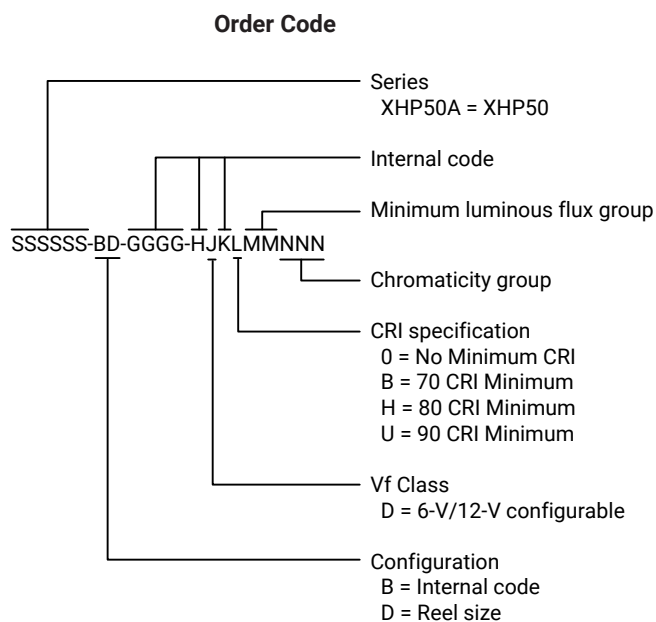 Order Code
Series
XHP50A = XHP50
Internal code
Minimum luminous flux group
SSSSSS-BD-GGGG-HJKLMMNNN
Chromaticity group
CRI specification
0 = No Minimum CRI
B = 70 CRI Minimum
H = 80 CRI Minimum
U = 90 CRI Minimum
Vf Class
D = 6-V/12-V configurable
Configuration
B = Internal code
D = Reel size